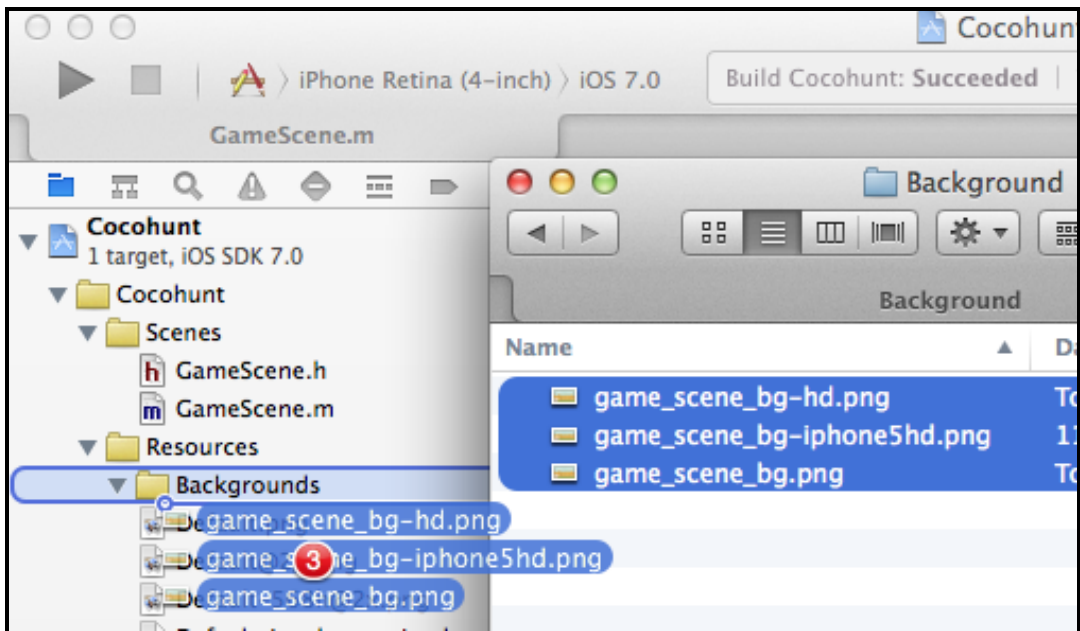 Cocohun
iPhone Retina (4-inch) iOS 7.0
Build Cocohunt: Succeeded
GameScene.m
Cocohunt
1 target, iOS SDK 7.0
Cocohunt
Scenes
h GameScene.h
m GameScene.m
Resources
Backgrounds
game_scene_bg-hd.png
game_scene_bg-iphone5hd.png
3
game_scene_bg.png
Background
Background
Name
game_scene_bg-hd.png
game_scene_bg-iphone5hd.png
game_scene_bg.png